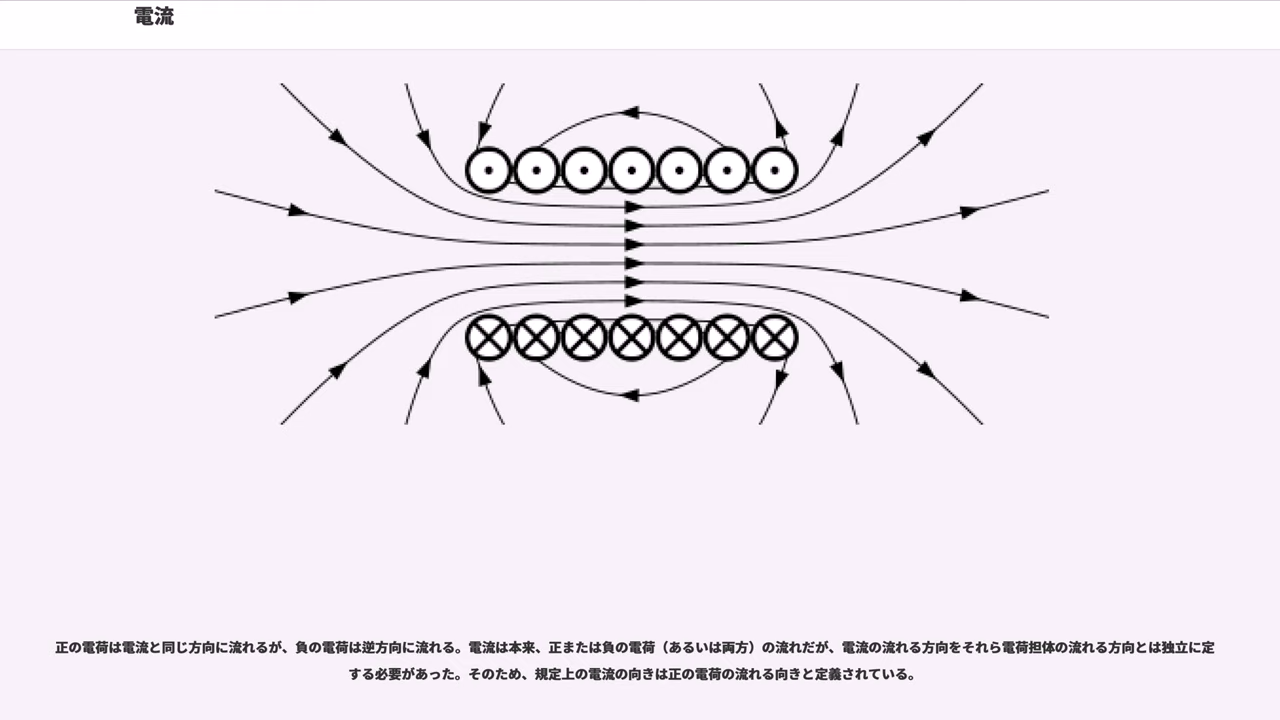 電流
正の電荷は電流と同じ方向に流れるが、負の電荷は逆方向に流れる。電流は本来、正または負の電荷（あるいは両方）の流れだが、電流の流れる方向をそれら電荷担体の流れる方向とは独立に定
する必要があった。そのため、規定上の電流の向きは正の電荷の流れる向きと定義されている。